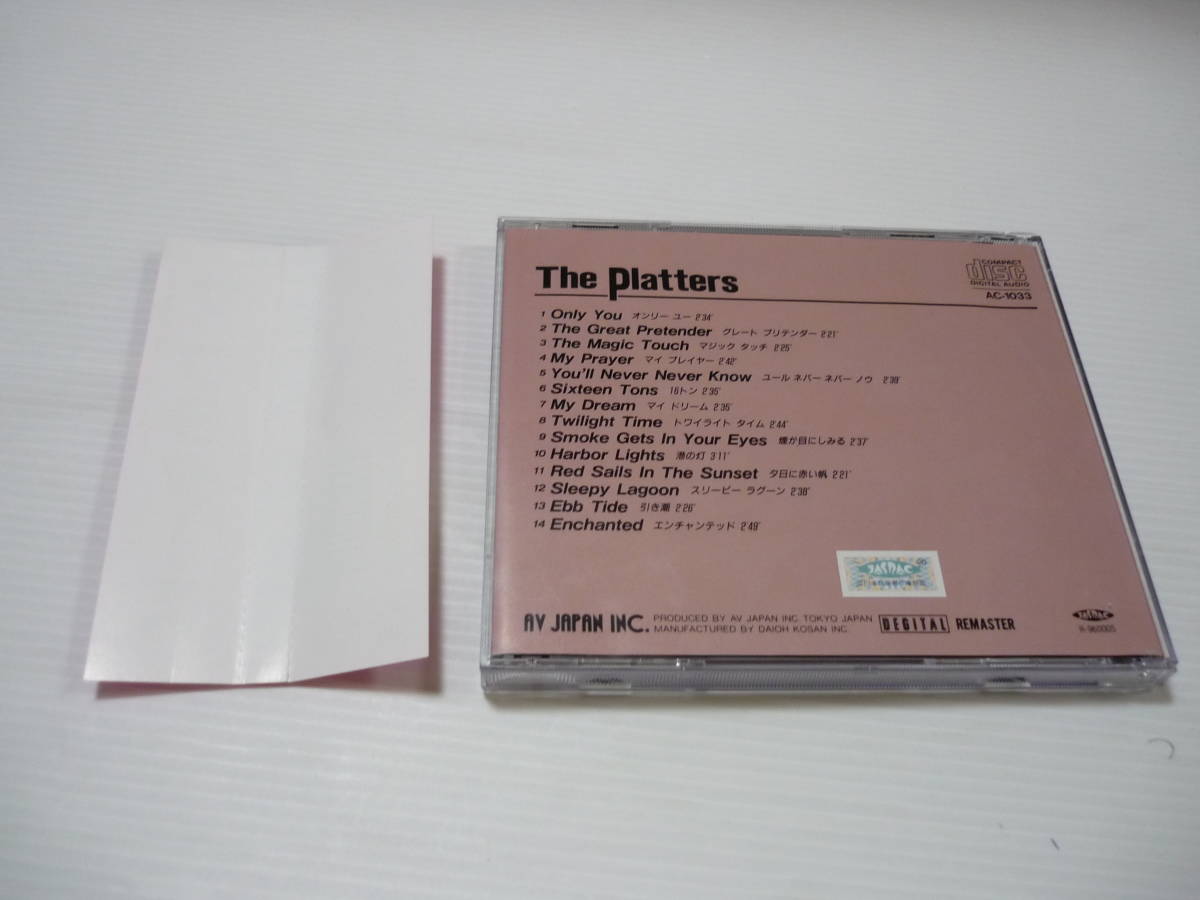 The Platters
COMPACT
disc
DIGITAL AUDIO
AC-1033
1 Only You オンリー ユー 2'34"
2 The Great Pretender グレート プリテンダー 2'21"
3 The Magic Touch マジック タッチ 2'25"
4 My Prayer マイ プレイヤー 2'42"
5 You'll Never Never Know ユール ネバー ネバー ノウ 2'39"
6 Sixteen Tons 16トン 2'35"
7 My Dream マイ ドリーム 2'35"
8 Twilight Time トワイライト タイム 2'44"
9 Smoke Gets In Your Eyes 煙が目にしみる 2'37"
10 Harbor Lights 港の灯 3'11"
11 Red Sails In The Sunset 夕日に赤い帆 2'21"
12 Sleepy Lagoon スリーピー ラグーン 2'38"
13 Ebb Tide 引き潮 2'26"
14 Enchanted エンチャンテッド 2'49"
JASRAC
AV JAPAN INC. PRODUCED BY AV JAPAN INC. TOKYO JAPAN
MANUFACTURED BY DAIOH KOSAN INC.
DEGITAL REMASTER
JASRAC
R-960005